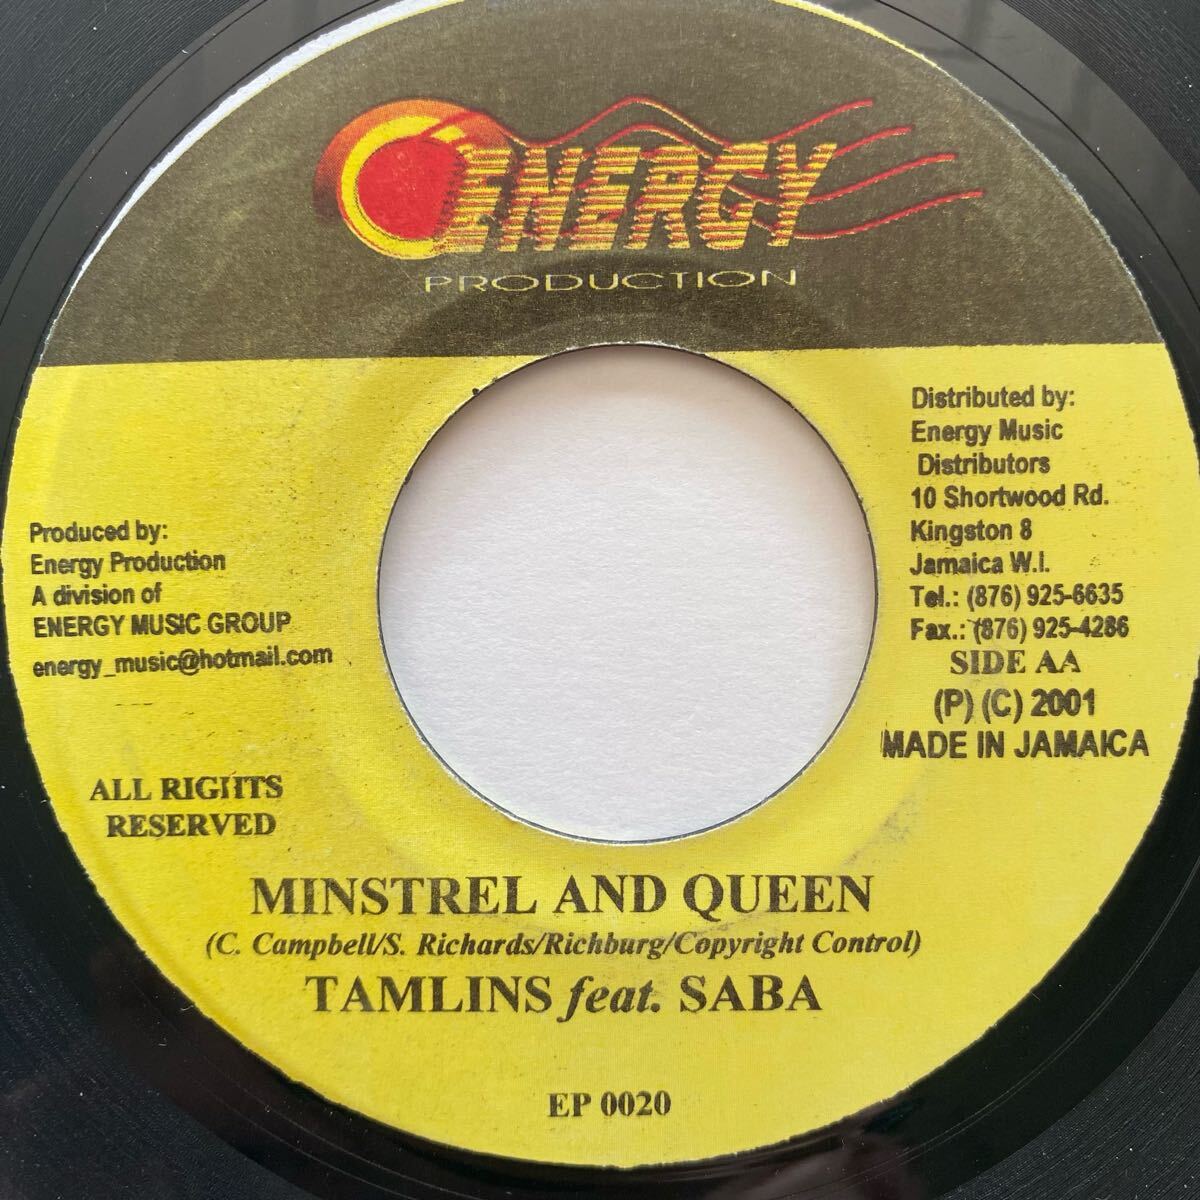 ENERGY
PRODUCTION
Distributed by:
Energy Music
Distributors
10 Shortwood Rd.
Kingston 8
Jamaica W.I.
Tel.: (876) 925-6635
Fax.: (876) 925-4286
SIDE AA
(P) (C) 2001
MADE IN JAMAICA
Produced by:
Energy Production
A division of
ENERGY MUSIC GROUP
energy_music@hotmail.com
ALL RIGHTS
RESERVED
MINSTREL AND QUEEN
(C. Campbell/S. Richards/Richburg/Copyright Control)
TAMLINS feat. SABA
EP 0020